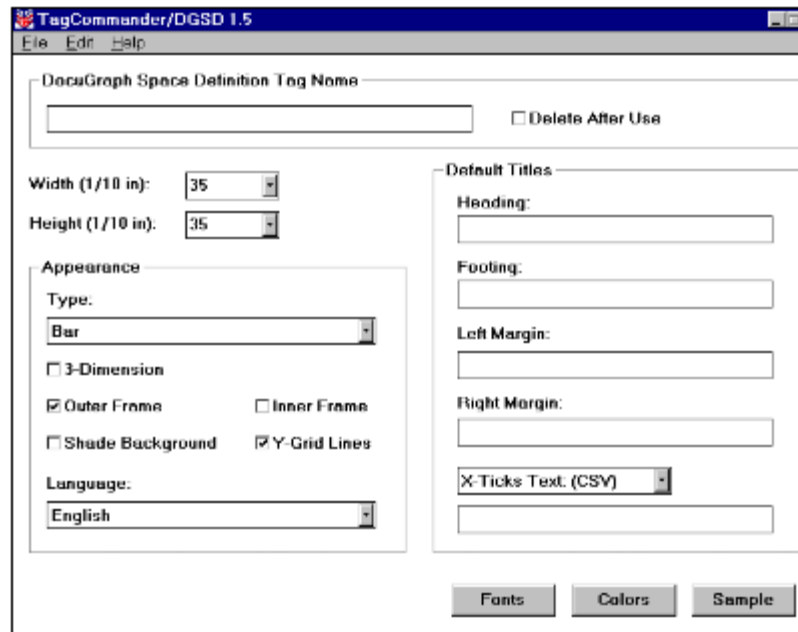 TagCommander/DGSD 1.5
File Edit Help
DocuGraph Space Definition Tag Name
Delete After Use
Width (1/10 in): 35
Height (1/10 in): 35
Appearance
Type:
Bar
3-Dimension
Outer Frame Inner Frame
Shade Background Y-Grid Lines
Language:
English
Default Titles
Heading:
Footing:
Left Margin:
Right Margin:
X-Ticks Text: (CSV)
Fonts Colors Sample